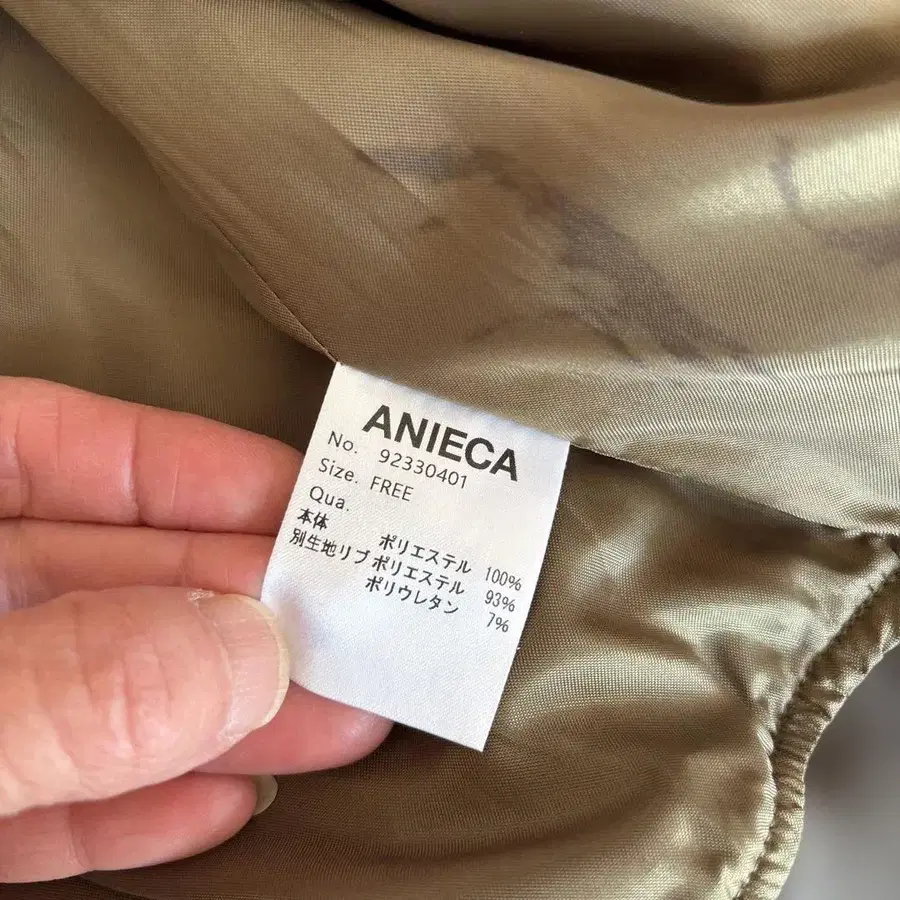 ANIECA
No. 92330401
Size. FREE
Qua.
本体 ポリエステル 100%
別生地リブ ポリエステル 93%
ポリウレタン 7%